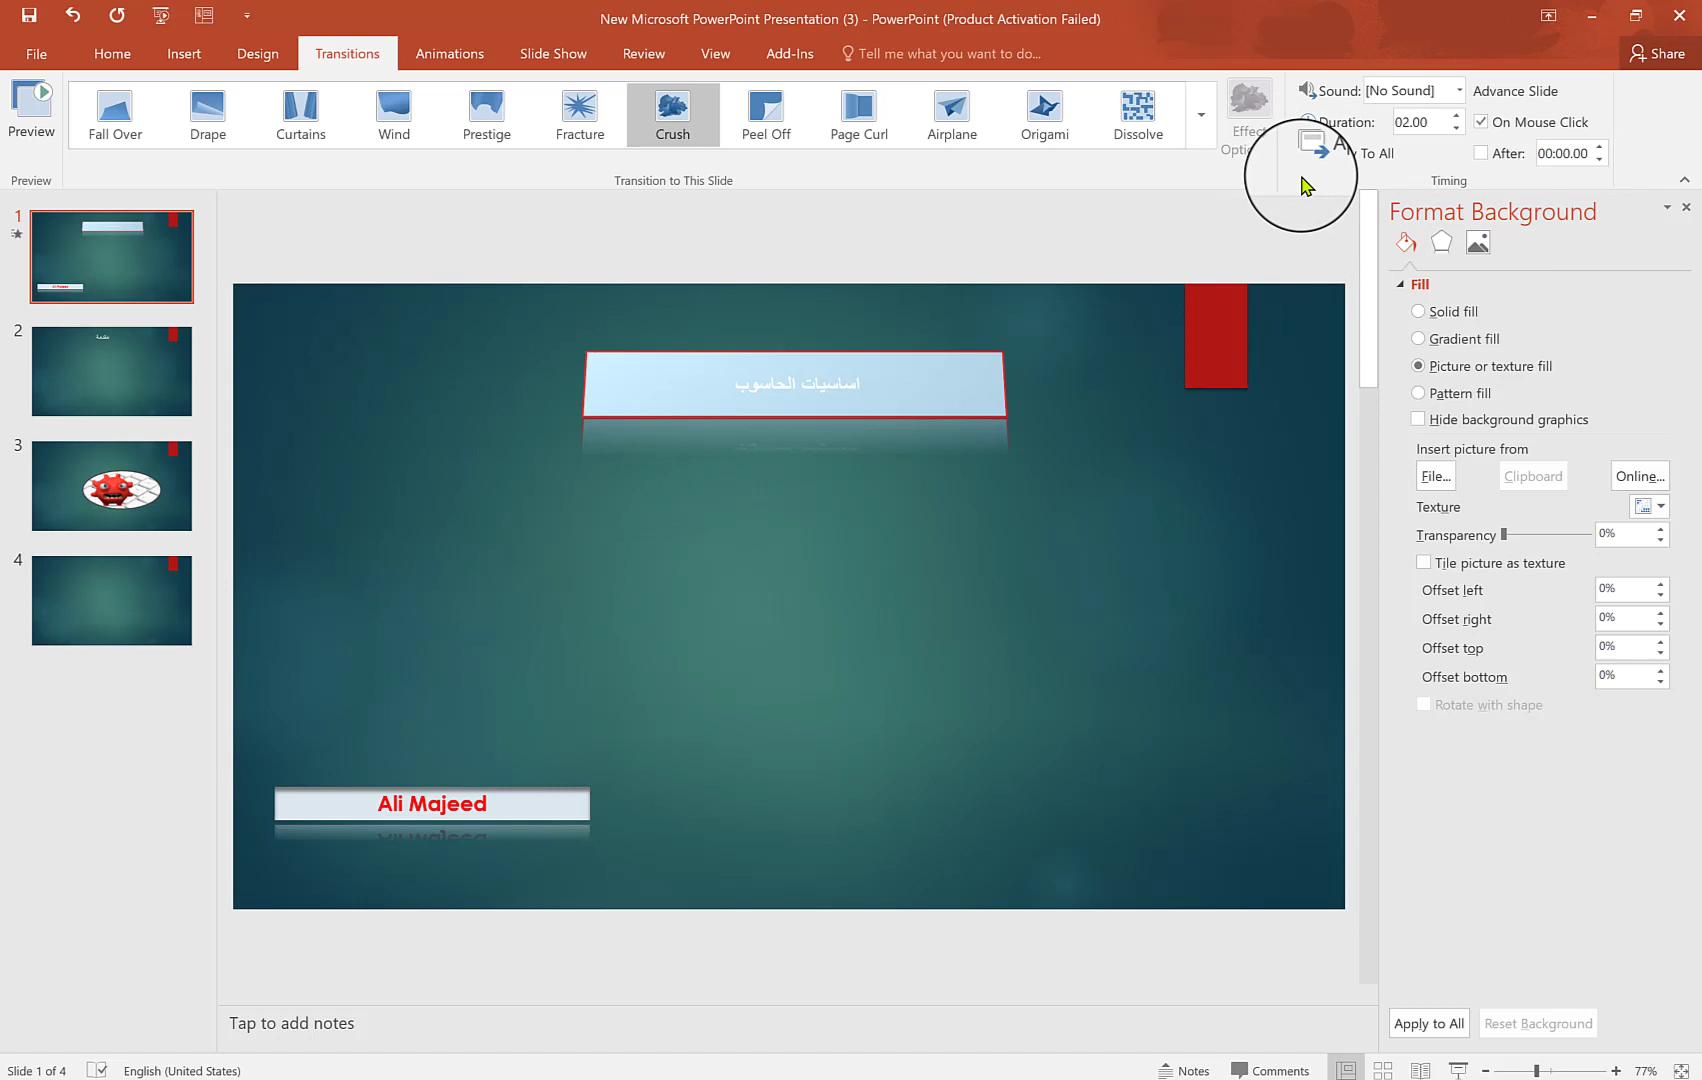 New Microsoft PowerPoint Presentation (3) - PowerPoint (Product Activation Failed)
File Home Insert Design Transitions Animations Slide Show Review View Add-Ins Tell me what you want to do... Share
Preview
Fall Over Drape Curtains Wind Prestige Fracture Crush Peel Off Page Curl Airplane Origami Dissolve
Effect
Sound: [No Sound] Advance Slide
Duration: 02.00 On Mouse Click
To All After: 00:00.00
Preview Transition to This Slide Timing
1
2
مقدمة
3
4
اساسيات الحاسوب
Ali Majeed
Format Background
Fill
Solid fill
Gradient fill
Picture or texture fill
Pattern fill
Hide background graphics
Insert picture from
File... Clipboard Online...
Texture
Transparency 0%
Tile picture as texture
Offset left 0%
Offset right 0%
Offset top 0%
Offset bottom 0%
Rotate with shape
Apply to All Reset Background
Tap to add notes
Slide 1 of 4 English (United States) Notes Comments 77%